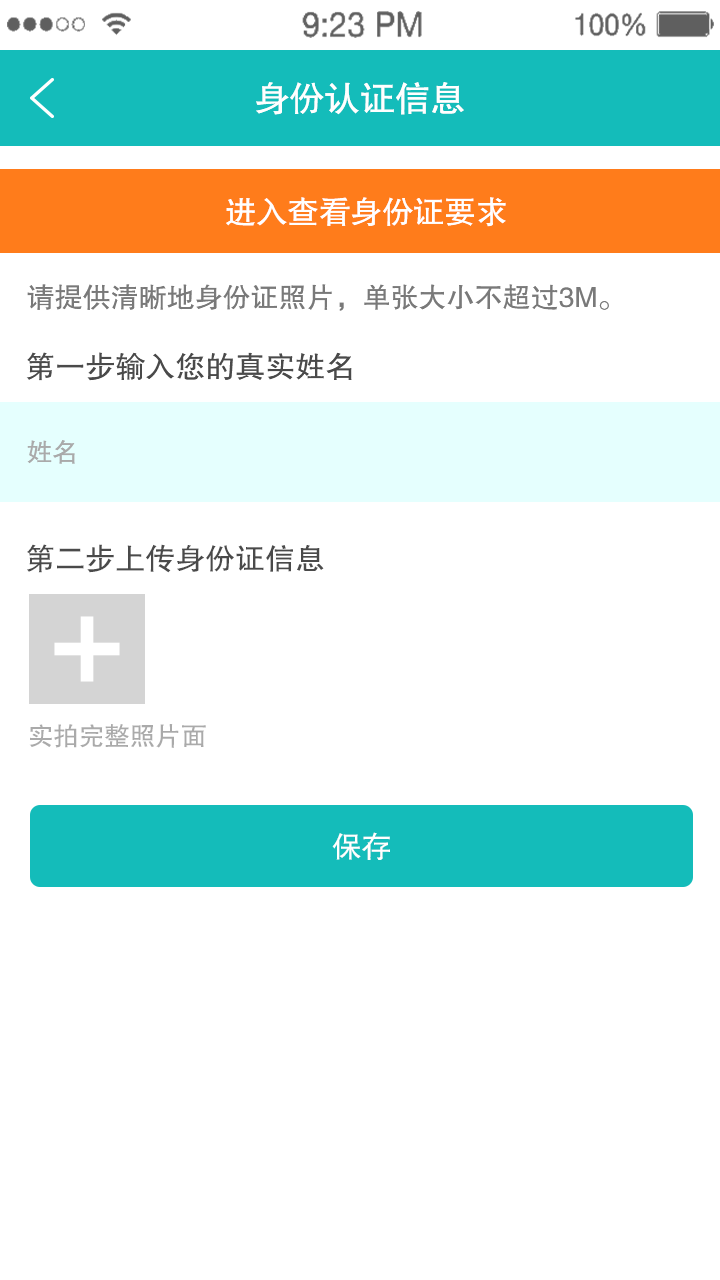 9:23 PM 100%
身份认证信息
进入查看身份证要求
请提供清晰地身份证照片，单张大小不超过3M。
第一步输入您的真实姓名
姓名
第二步上传身份证信息
实拍完整照片面
保存